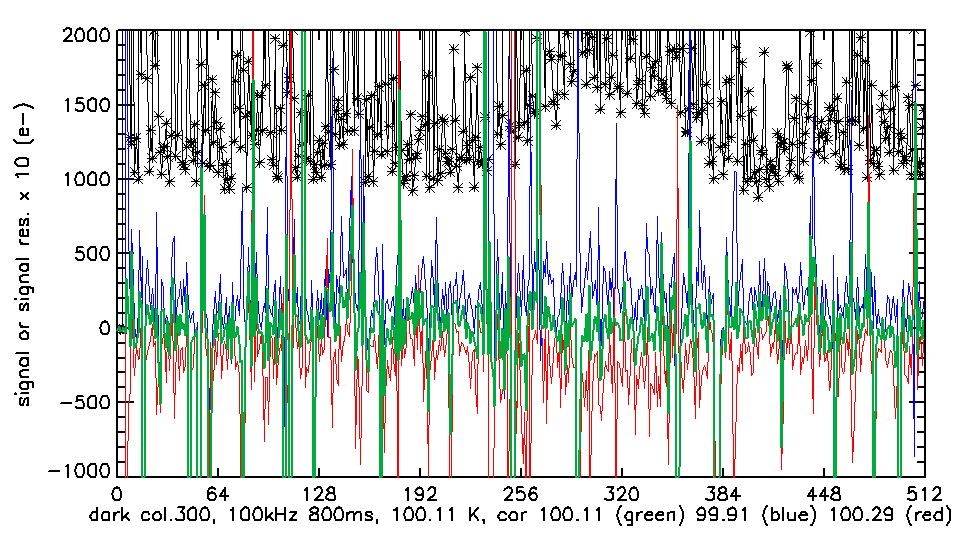 signal or signal res. x 10 (e-)
2000
1500
1000
500
0
-500
-1000
0 64 128 192 256 320 384 448 512
dark col.300, 100kHz 800ms, 100.11 K, cor 100.11 (green) 99.91 (blue) 100.29 (red)